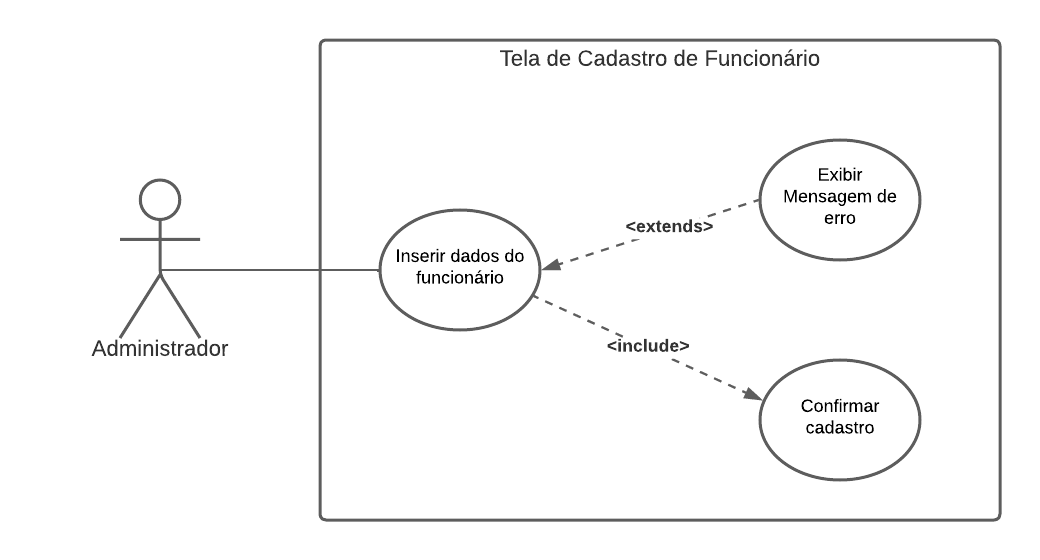 Tela de Cadastro de Funcionário
Exibir
Mensagem de
erro
<extends>
Inserir dados do
funcionário
<include>
Administrador
Confirmar
cadastro